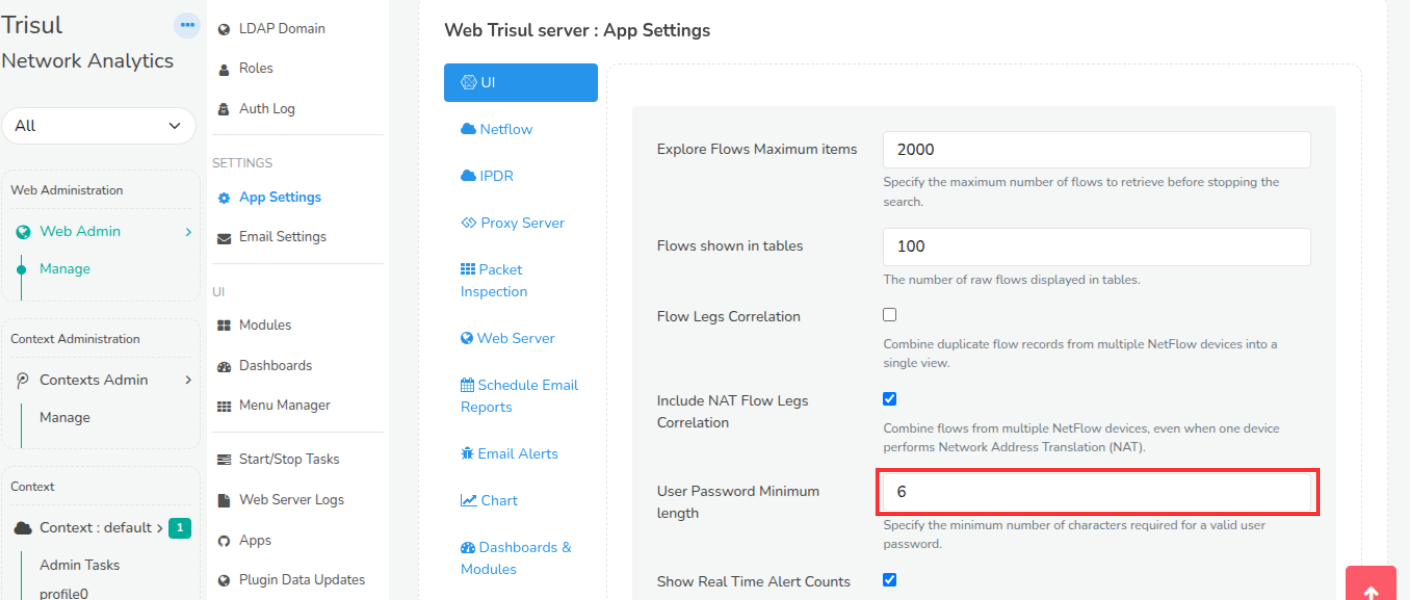 Trisul
Network Analytics
All
Web Administration
Web Admin
Manage
Context Administration
Contexts Admin
Manage
Context
Context : default
1
Admin Tasks
profile0
LDAP Domain
Roles
Auth Log
SETTINGS
App Settings
Email Settings
UI
Modules
Dashboards
Menu Manager
Start/Stop Tasks
Web Server Logs
Apps
Plugin Data Updates
Web Trisul server : App Settings
UI
Netflow
IPDR
Proxy Server
Packet
Inspection
Web Server
Schedule Email
Reports
Email Alerts
Chart
Dashboards &
Modules
Explore Flows Maximum items
2000
Specify the maximum number of flows to retrieve before stopping the
search.
Flows shown in tables
100
The number of raw flows displayed in tables.
Flow Legs Correlation
Combine duplicate flow records from multiple NetFlow devices into a
single view.
Include NAT Flow Legs
Correlation
Combine flows from multiple NetFlow devices, even when one device
performs Network Address Translation (NAT).
User Password Minimum
length
6
Specify the minimum number of characters required for a valid user
password.
Show Real Time Alert Counts